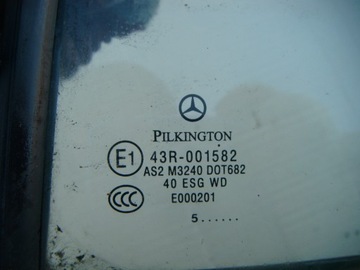 PILKINGTON
E1 43R-001582
AS2 M3240 DOT682
CCC 40 ESG WD
E000201
5......